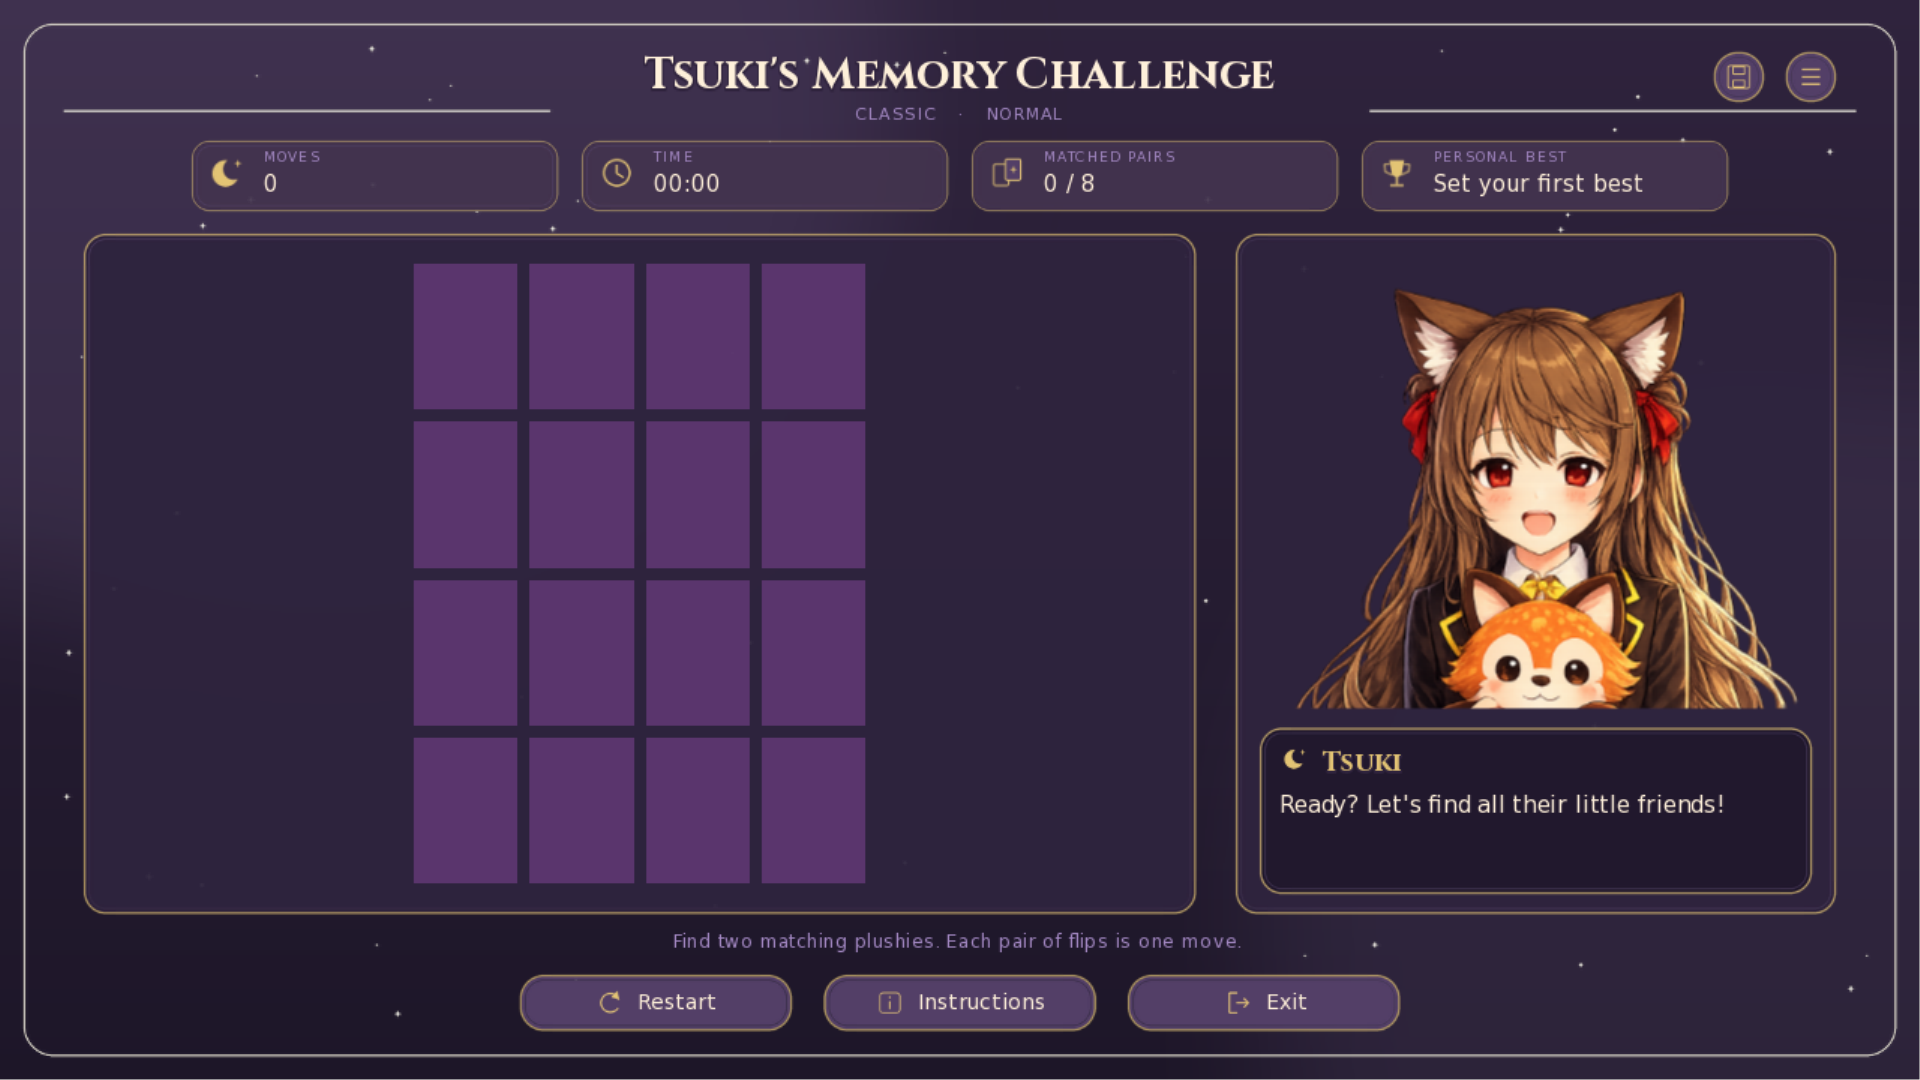 Tsuki's Memory Challenge
CLASSIC · NORMAL
MOVES
0
TIME
00:00
MATCHED PAIRS
0 / 8
PERSONAL BEST
Set your first best
Tsuki
Ready? Let's find all their little friends!
Find two matching plushies. Each pair of flips is one move.
Restart
Instructions
Exit